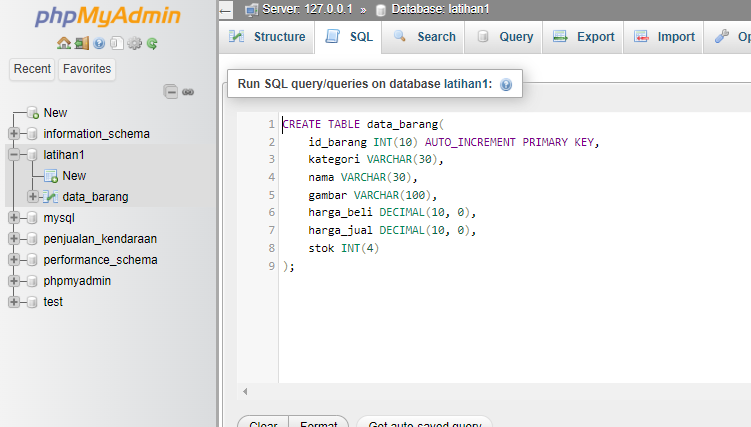 phpMyAdmin
Recent Favorites
New
information_schema
latihan1
New
data_barang
mysql
penjualan_kendaraan
performance_schema
phpmyadmin
test
Server: 127.0.0.1 » Database: latihan1
Structure SQL Search Query Export Import Op
Run SQL query/queries on database latihan1:
1 CREATE TABLE data_barang(
2 id_barang INT(10) AUTO_INCREMENT PRIMARY KEY,
3 kategori VARCHAR(30),
4 nama VARCHAR(30),
5 gambar VARCHAR(100),
6 harga_beli DECIMAL(10, 0),
7 harga_jual DECIMAL(10, 0),
8 stok INT(4)
9 );
Clear Format Get auto-saved query